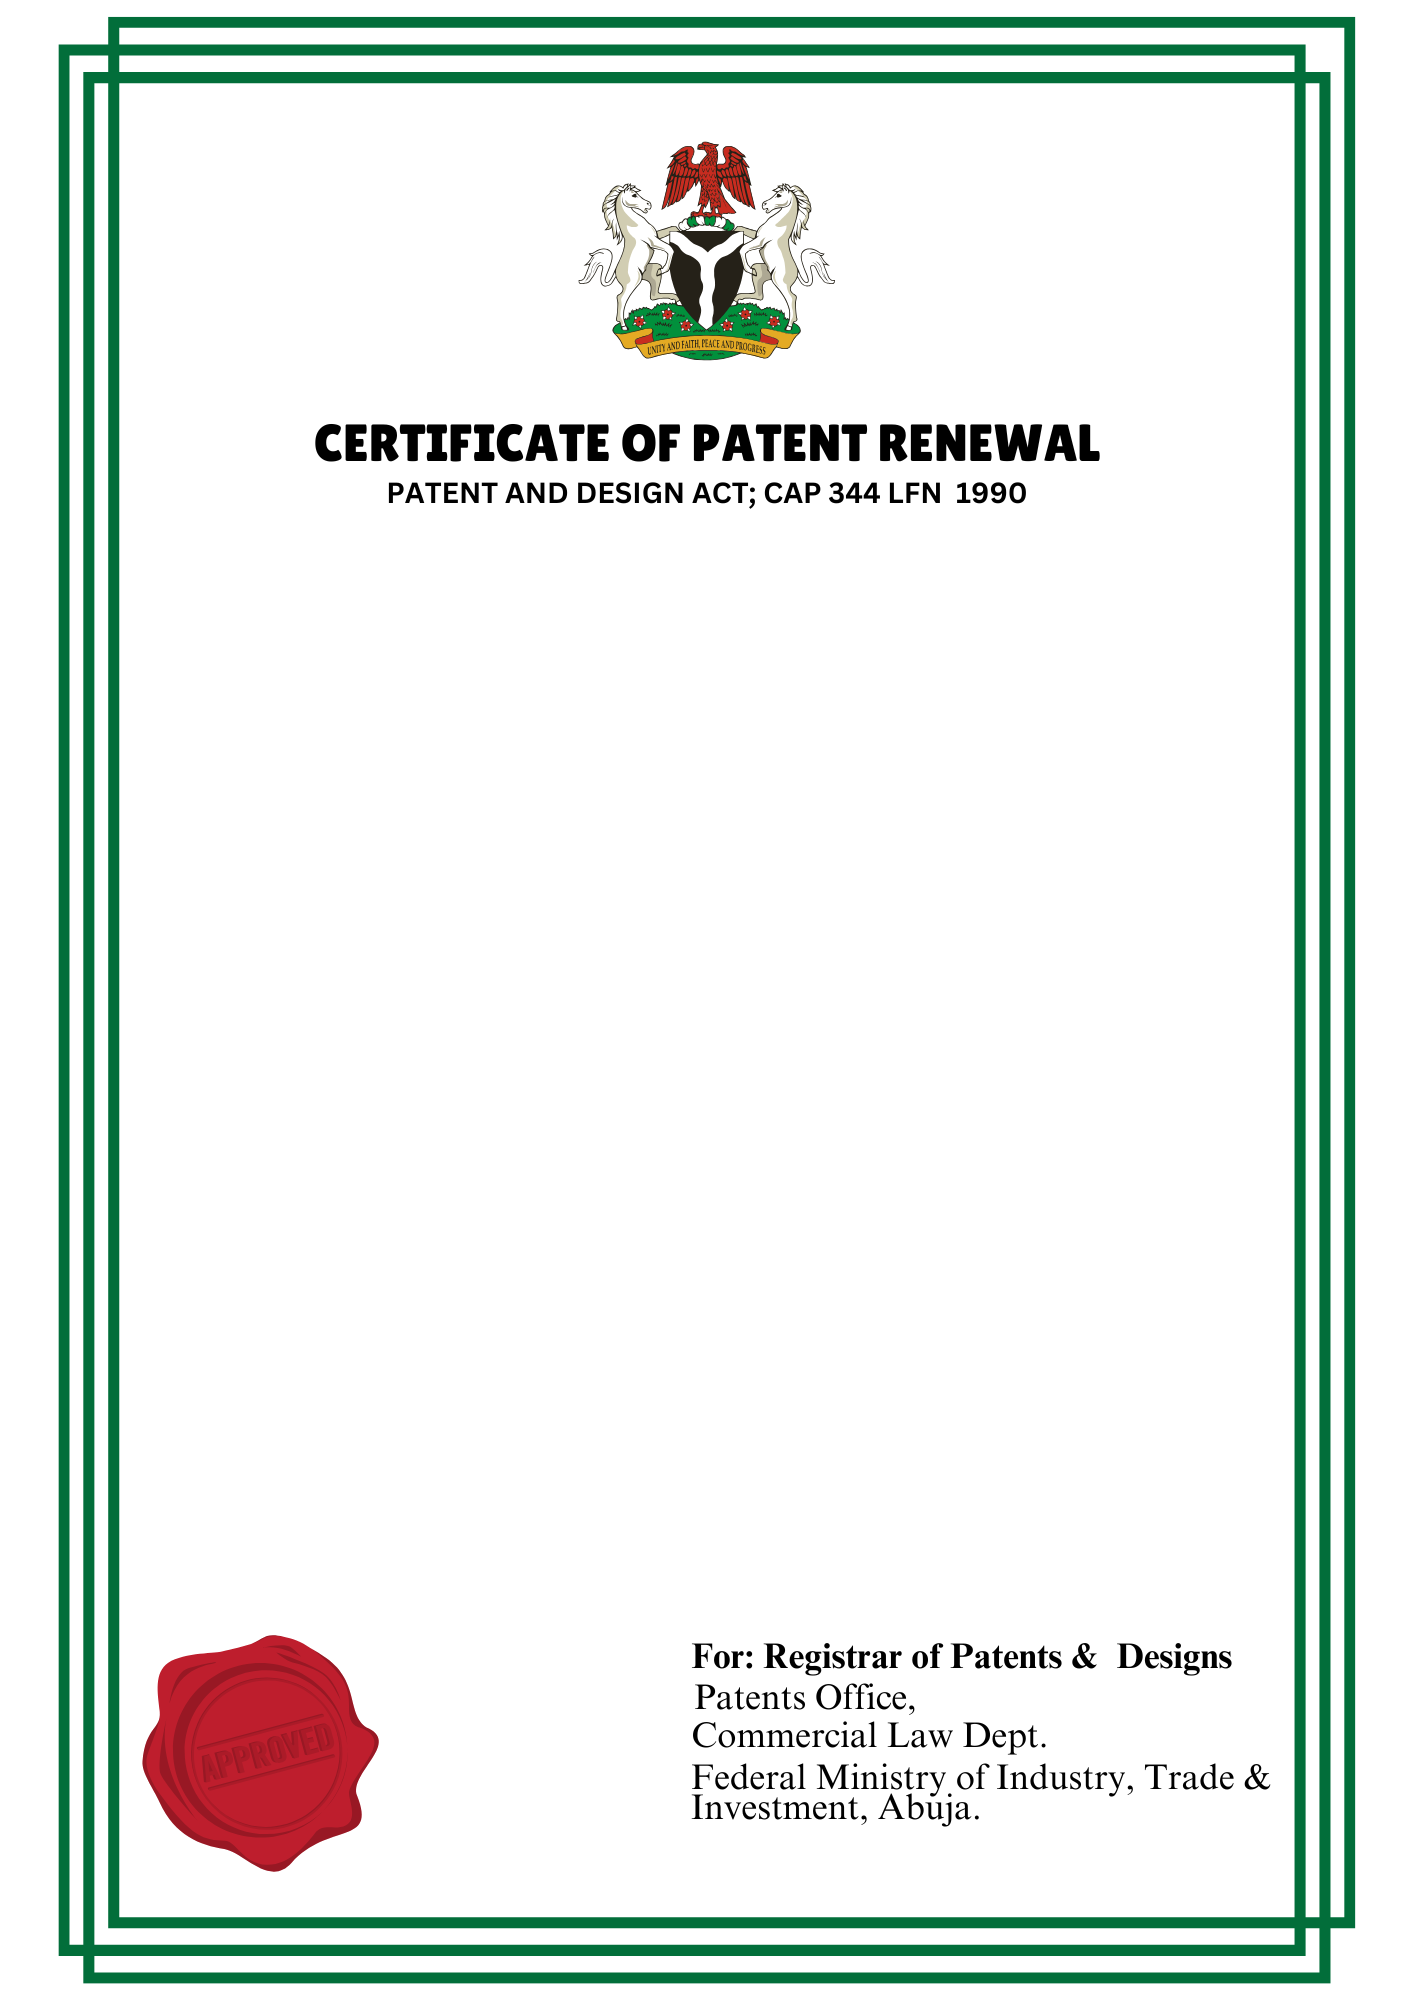 UNITY AND FAITH, PEACE AND PROGRESS
CERTIFICATE OF PATENT RENEWAL
PATENT AND DESIGN ACT; CAP 344 LFN 1990
APPROVED
For: Registrar of Patents & Designs
Patents Office,
Commercial Law Dept.
Federal Ministry of Industry, Trade &
Investment, Abuja.